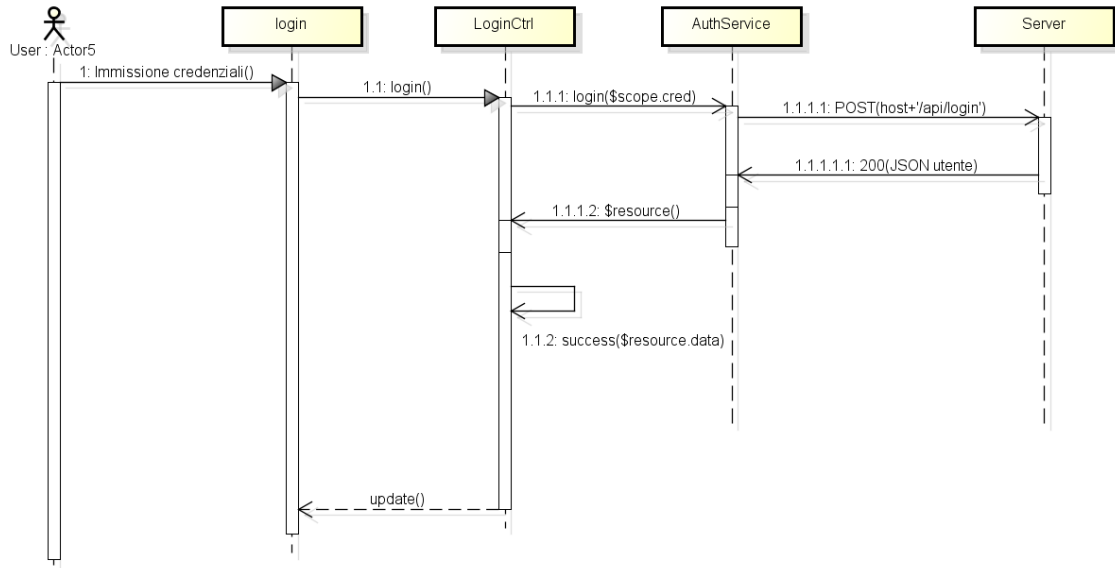 login
LoginCtrl
AuthService
Server
User : Actor5
1: Immissione credenziali()
1.1: login()
1.1.1: login($scope.cred)
1.1.1.1: POST(host+'/api/login')
1.1.1.1.1: 200(JSON utente)
1.1.1.2: $resource()
1.1.2: success($resource.data)
update()